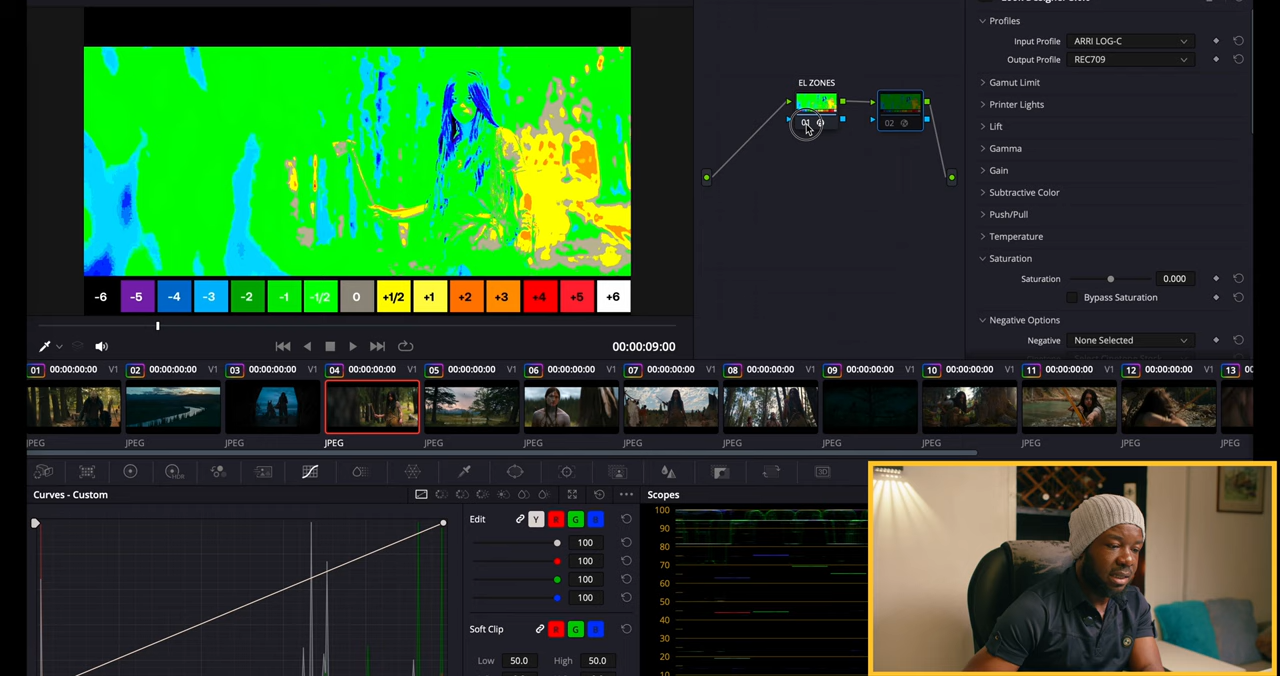 Profiles
Input Profile ARRI LOG-C
Output Profile REC709
Gamut Limit
Printer Lights
Lift
Gamma
Gain
Subtractive Color
Push/Pull
Temperature
Saturation
Saturation 0.000
Bypass Saturation
Negative Options
Negative None Selected
EL ZONES
01
02
-6 -5 -4 -3 -2 -1 -1/2 0 +1/2 +1 +2 +3 +4 +5 +6
00:00:09:00
01 00:00:00:00 V1 02 00:00:00:00 V1 03 00:00:00:00 V1 04 00:00:00:00 V1 05 00:00:00:00 V1 06 00:00:00:00 V1 07 00:00:00:00 V1 08 00:00:00:00 V1 09 00:00:00:00 V1 10 00:00:00:00 V1 11 00:00:00:00 V1 12 00:00:00:00 V1 13
JPEG JPEG JPEG JPEG JPEG JPEG JPEG JPEG JPEG JPEG JPEG JPEG JPEG
HDR
3D
Curves - Custom
Edit Y R G B
100
100
100
100
Soft Clip R G B
Low 50.0 High 50.0
Scopes
100
90
80
70
60
50
40
30
20